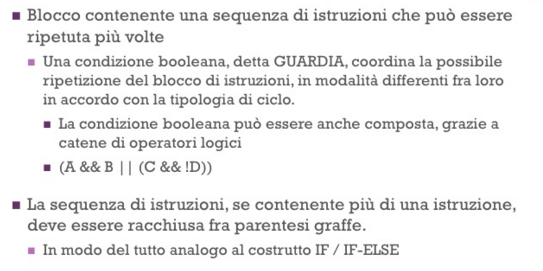 Blocco contenente una sequenza di istruzioni che può essere
ripetuta più volte
Una condizione booleana, detta GUARDIA, coordina la possibile
ripetizione del blocco di istruzioni, in modalità differenti fra loro
in accordo con la tipologia di ciclo.
La condizione booleana può essere anche composta, grazie a
catene di operatori logici
(A && B || (C && !D))
La sequenza di istruzioni, se contenente più di una istruzione,
deve essere racchiusa fra parentesi graffe.
In modo del tutto analogo al costrutto IF / IF-ELSE